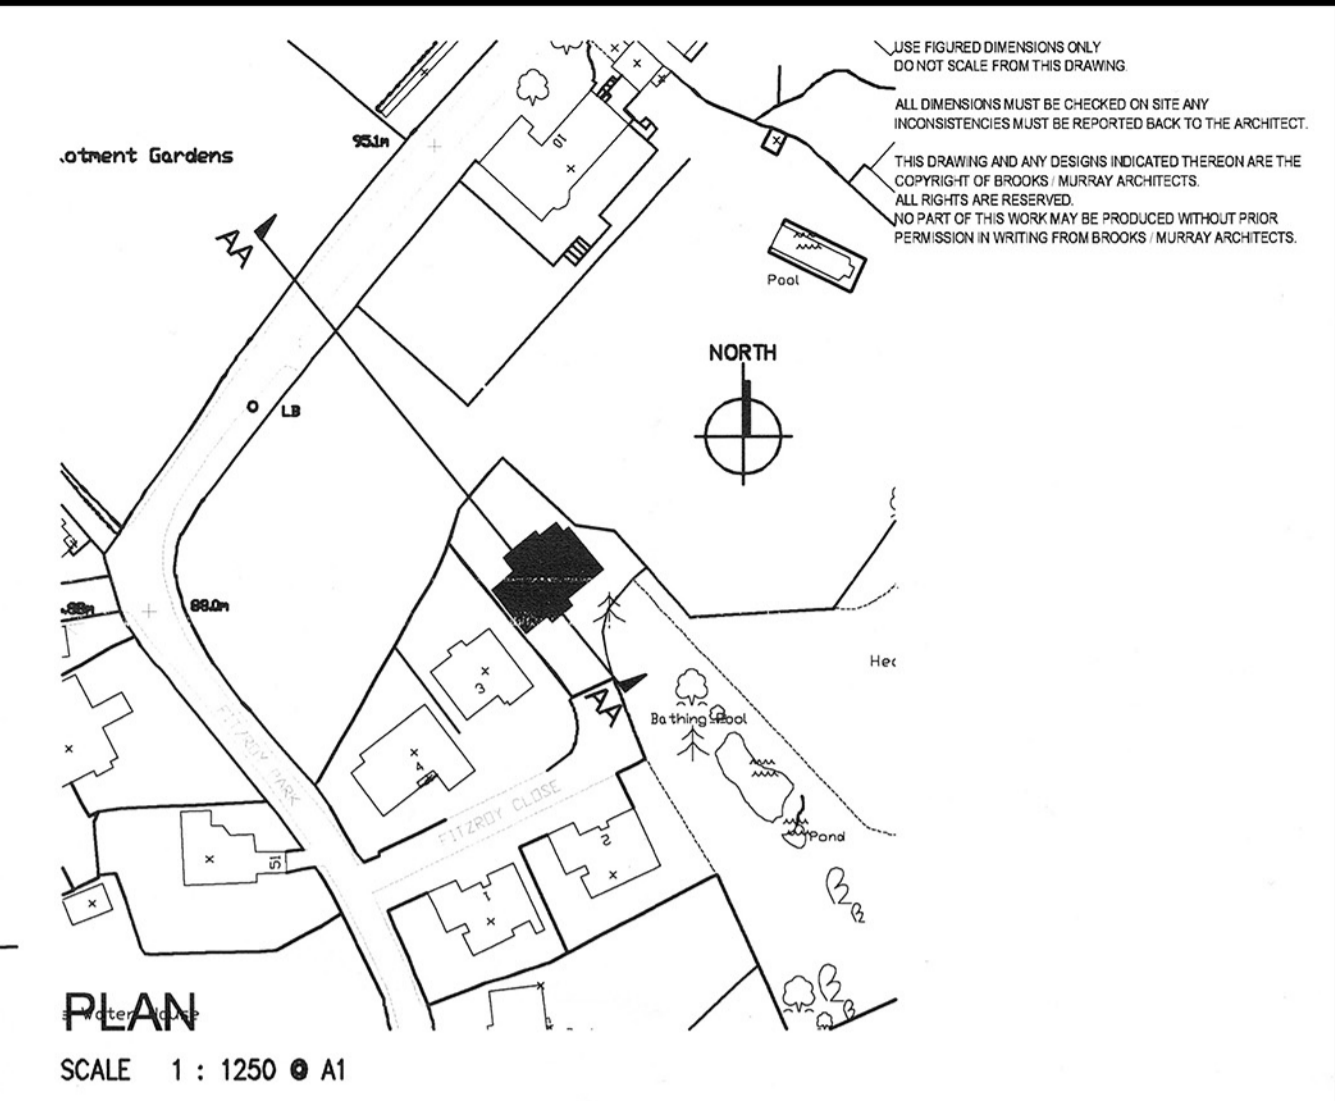 USE FIGURED DIMENSIONS ONLY
DO NOT SCALE FROM THIS DRAWING.
ALL DIMENSIONS MUST BE CHECKED ON SITE ANY
INCONSISTENCIES MUST BE REPORTED BACK TO THE ARCHITECT.
THIS DRAWING AND ANY DESIGNS INDICATED THEREON ARE THE
COPYRIGHT OF BROOKS / MURRAY ARCHITECTS.
ALL RIGHTS ARE RESERVED.
NO PART OF THIS WORK MAY BE PRODUCED WITHOUT PRIOR
PERMISSION IN WRITING FROM BROOKS / MURRAY ARCHITECTS.
95.1m
10
otment Gardens
AA
Pool
NORTH
LB
88.0m
3
Hea
AA
Bathing Pool
4
FITZROY PARK
FITZROY CLOSE
Pond
2
51
1
PLAN
Water House
SCALE 1 : 1250 @ A1